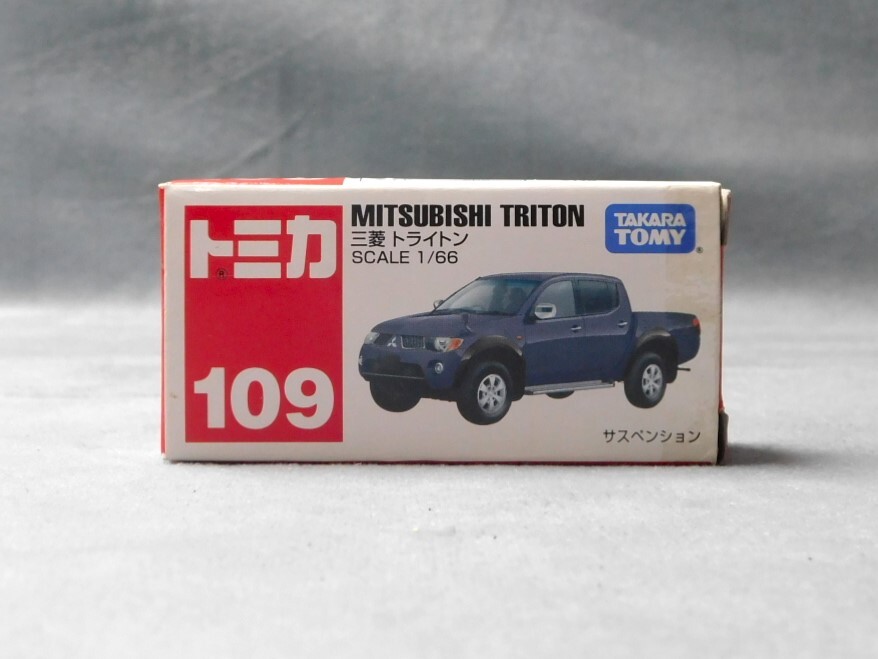 トミカ
®
109
MITSUBISHI TRITON
三菱 トライトン
SCALE 1/66
TAKARA
TOMY®
サスペンション